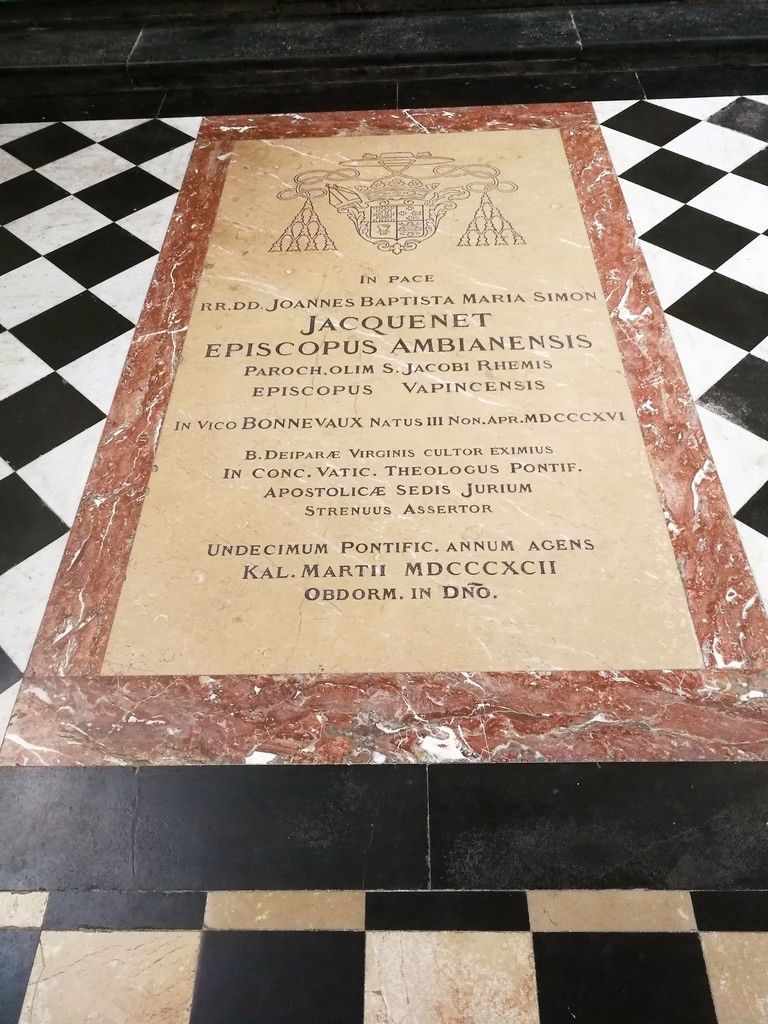 IN PACE
RR.DD. JOANNES BAPTISTA MARIA SIMON
JACQUENET
EPISCOPUS AMBIANENSIS
PAROCH.OLIM S. JACOBI RHEMIS
EPISCOPUS VAPINCENSIS
IN VICO BONNEVAUX NATUS III NON.APR.MDCCCXVI
B. DEIPARÆ VIRGINIS CULTOR EXIMIUS
IN CONC. VATIC. THEOLOGUS PONTIF.
APOSTOLICÆ SEDIS JURIUM
STRENUUS ASSERTOR
UNDECIMUM PONTIFIC. ANNUM AGENS
KAL. MARTII MDCCCXCII
OBDORM. IN DÑO.